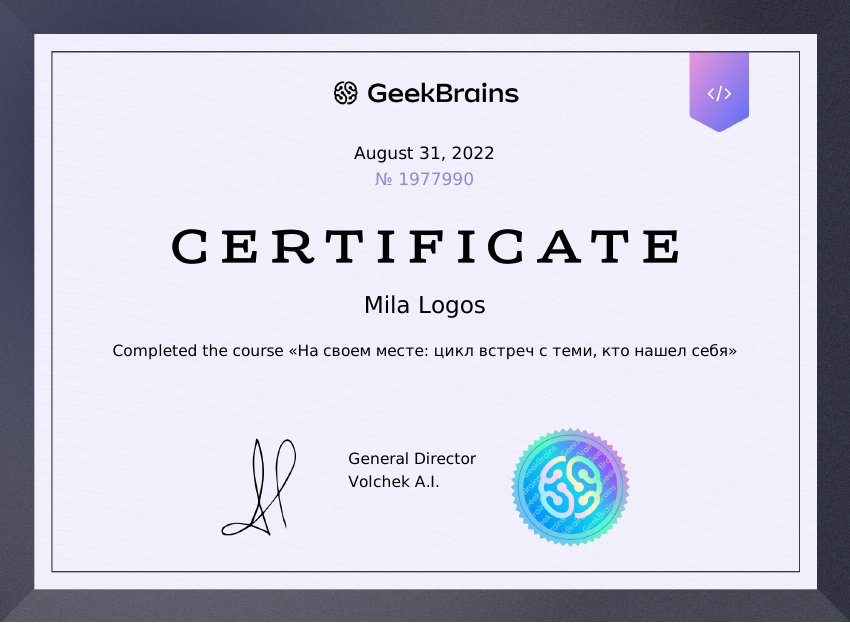 GeekBrains
</>
August 31, 2022
№ 1977990
CERTIFICATE
Mila Logos
Completed the course «На своем месте: цикл встреч с теми, кто нашел себя»
General Director
Volchek A.I.
GeekBrains